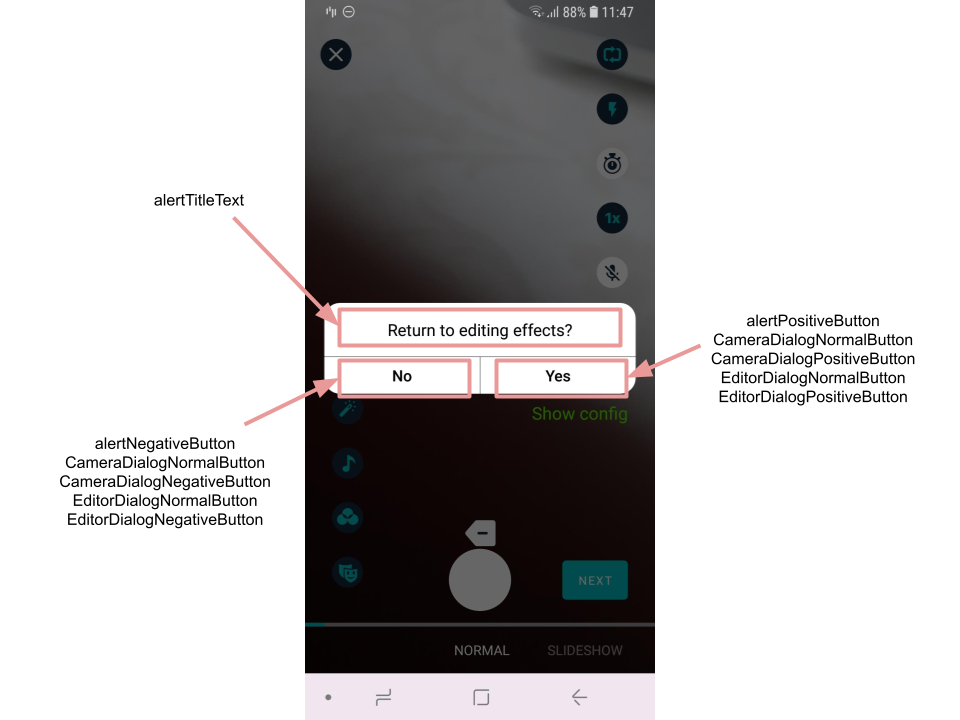 88% 11:47
1x
alertTitleText
Return to editing effects?
No
Yes
alertPositiveButton
CameraDialogNormalButton
CameraDialogPositiveButton
EditorDialogNormalButton
EditorDialogPositiveButton
Show config
alertNegativeButton
CameraDialogNormalButton
CameraDialogNegativeButton
EditorDialogNormalButton
EditorDialogNegativeButton
NEXT
NORMAL
SLIDESHOW